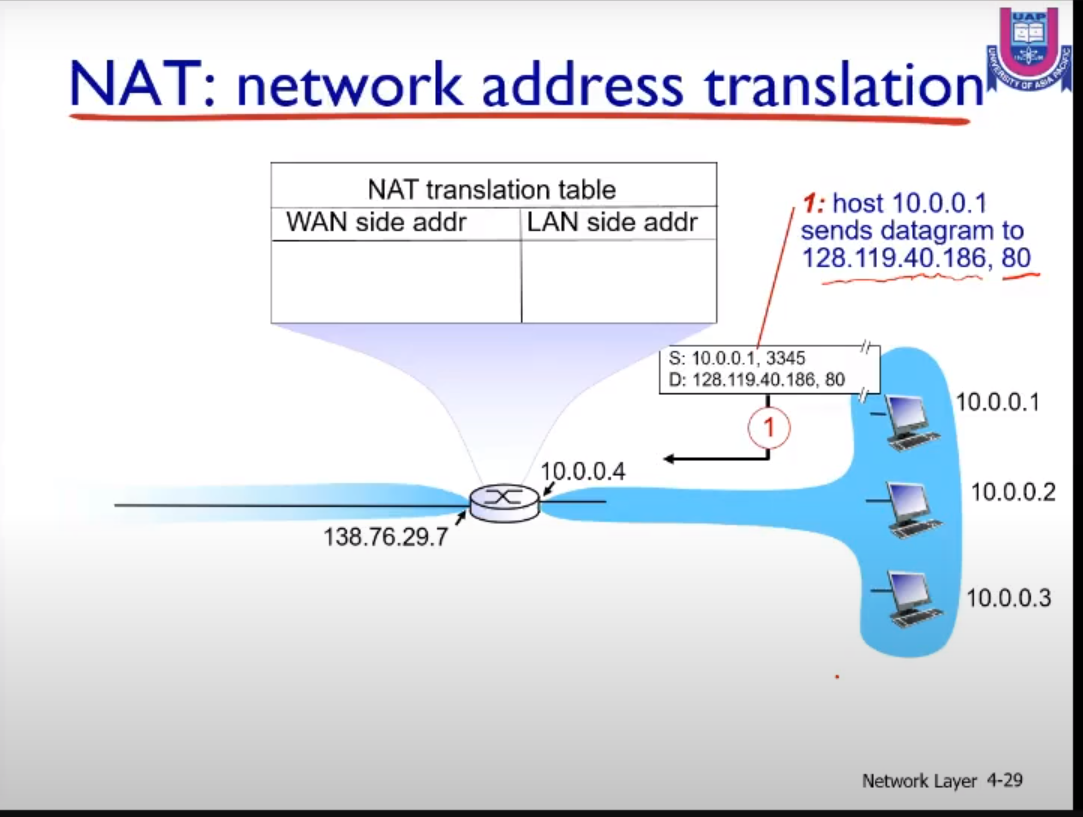 UAP
UNIVERSITY OF ASIA PACIFIC
NAT: network address translation
NAT translation table
WAN side addr LAN side addr
1: host 10.0.0.1
sends datagram to
128.119.40.186, 80
S: 10.0.0.1, 3345
D: 128.119.40.186, 80
10.0.0.1
1
10.0.0.4
10.0.0.2
138.76.29.7
10.0.0.3
Network Layer 4-29